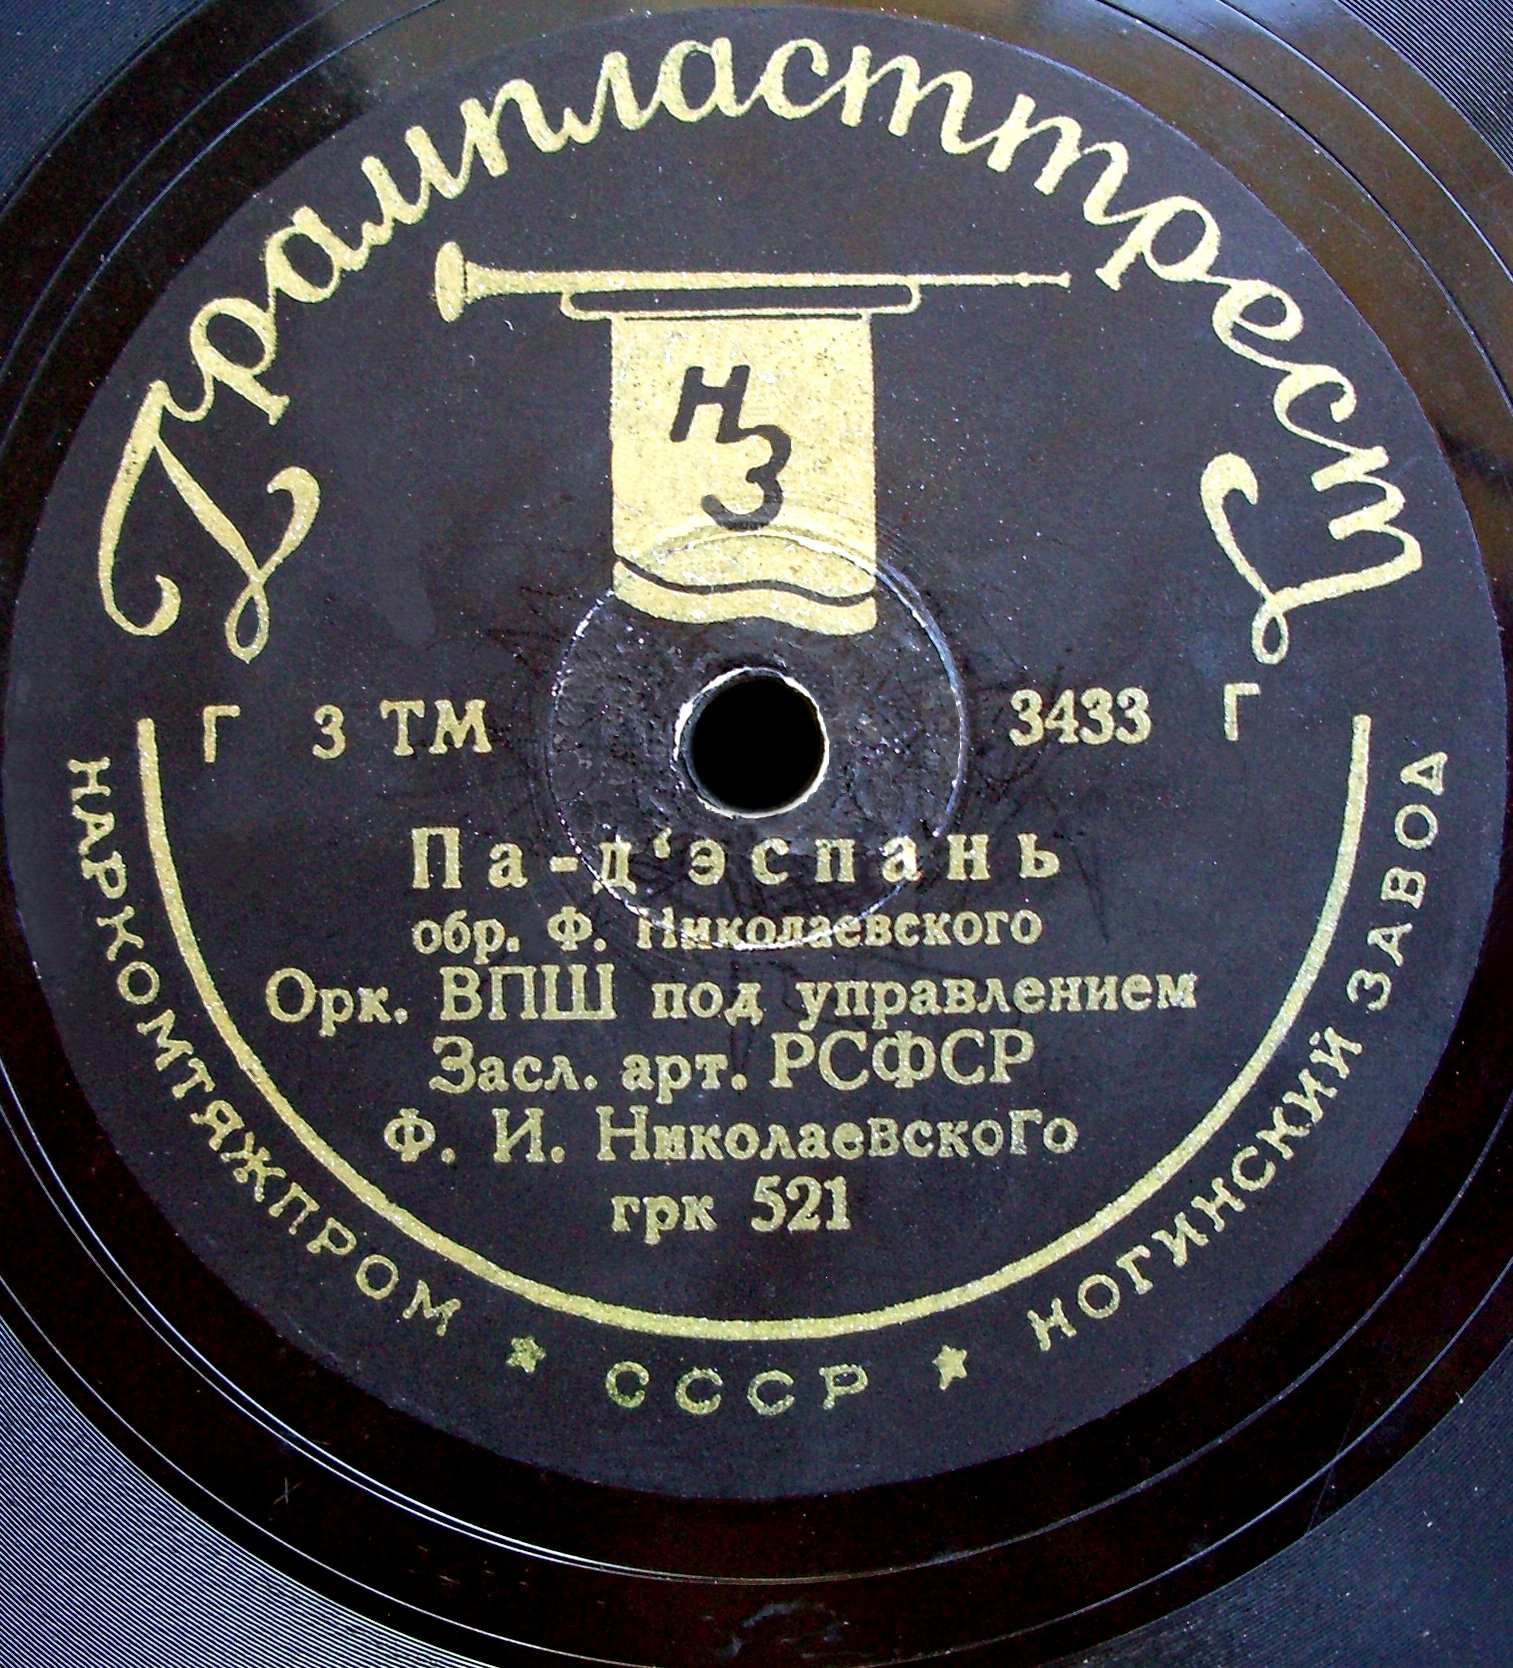 Грампласттрест
НЗ
Г 3 ТМ 3433 Г
Па-д‘эспань
обр. Ф. Николаевского
Орк. ВПШ под управлением
Засл. арт. РСФСР
Ф. И. Николаевского
грк 521
НАРКОМТЯЖПРОМ ★ СССР ★ НОГИНСКИЙ ЗАВОД